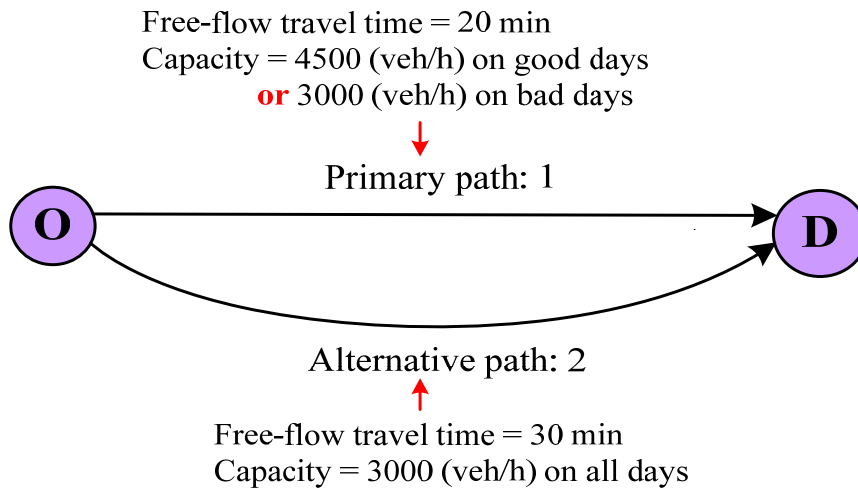 Free-flow travel time = 20 min
Capacity = 4500 (veh/h) on good days
or 3000 (veh/h) on bad days
Primary path: 1
O
D
Alternative path: 2
Free-flow travel time = 30 min
Capacity = 3000 (veh/h) on all days